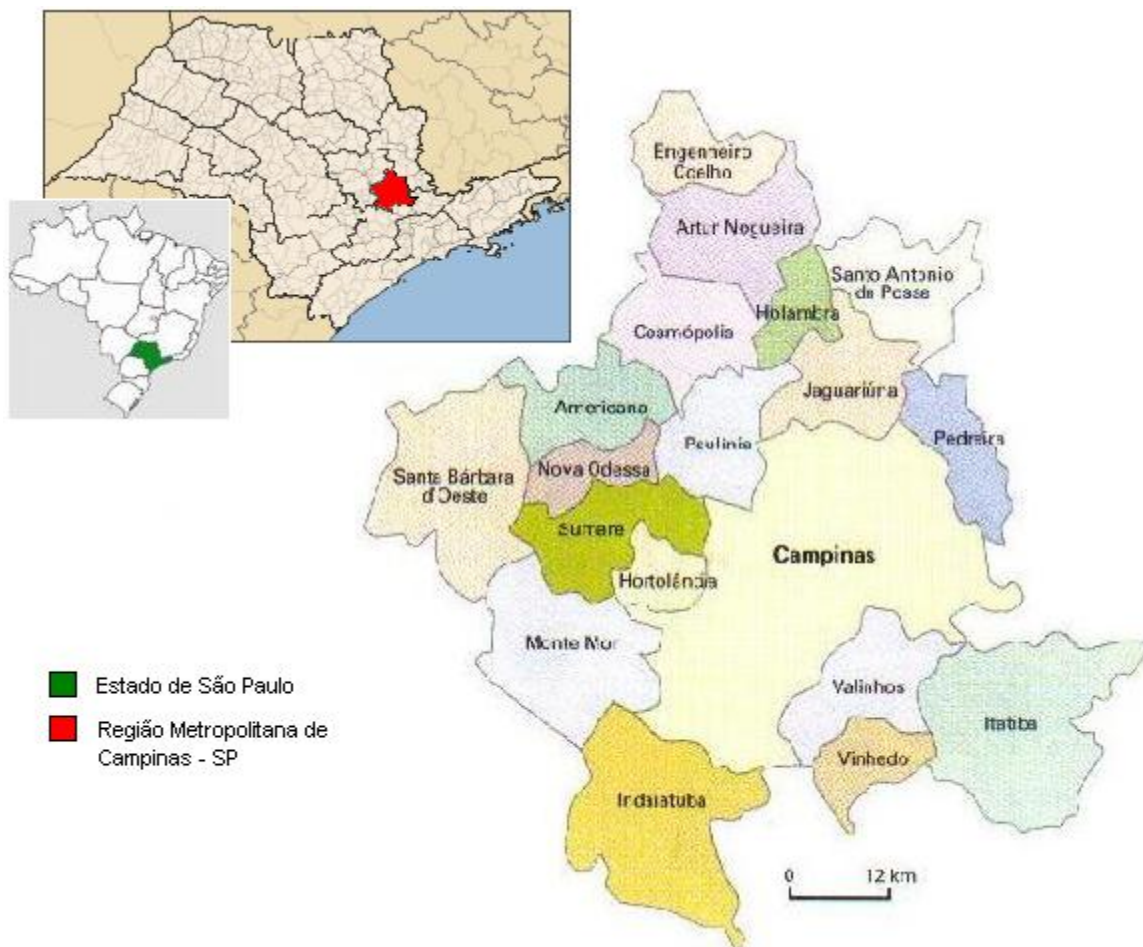 Engenheiro
Coelho
Artur Nogueira
Santo Antonio
de Posse
Holambra
Cosmópolis
Jaguariúna
Americana
Paulínia
Pedreira
Nova Odessa
Santa Bárbara
d'Oeste
Sumaré
Campinas
Hortolândia
Monte Mor
Estado de São Paulo
Valinhos
Itatiba
Região Metropolitana de
Campinas - SP
Vinhedo
Indaiatuba
0 12 km